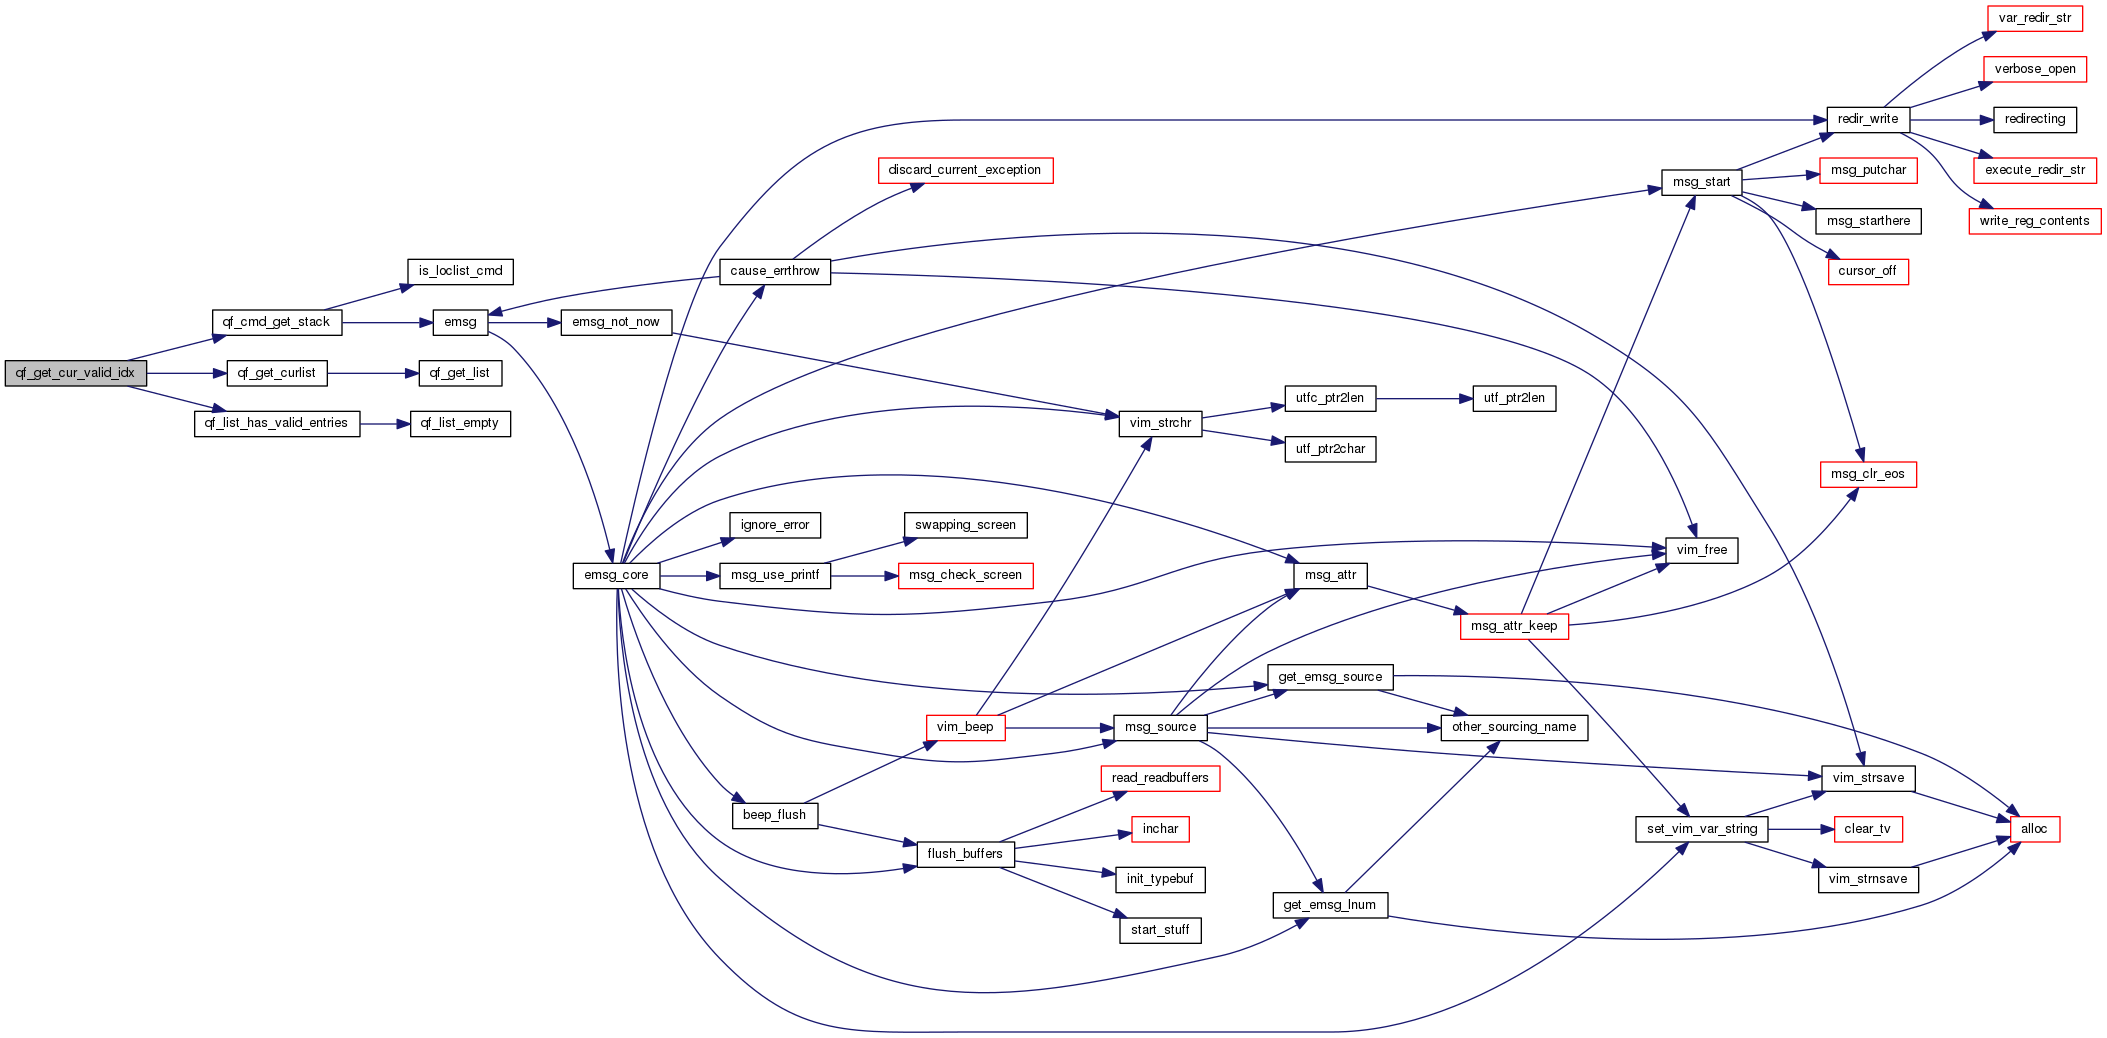 qf_get_cur_valid_idx
qf_cmd_get_stack
qf_get_curlist
qf_list_has_valid_entries
is_loclist_cmd
emsg
qf_get_list
qf_list_empty
emsg_not_now
emsg_core
cause_errthrow
ignore_error
msg_use_printf
beep_flush
discard_current_exception
swapping_screen
msg_check_screen
vim_beep
flush_buffers
vim_strchr
msg_source
read_readbuffers
inchar
init_typebuf
start_stuff
utfc_ptr2len
utf_ptr2char
msg_attr
get_emsg_source
get_emsg_lnum
utf_ptr2len
msg_attr_keep
other_sourcing_name
msg_start
vim_free
set_vim_var_string
redir_write
msg_putchar
msg_starthere
cursor_off
msg_clr_eos
vim_strsave
clear_tv
vim_strnsave
var_redir_str
verbose_open
redirecting
execute_redir_str
write_reg_contents
alloc